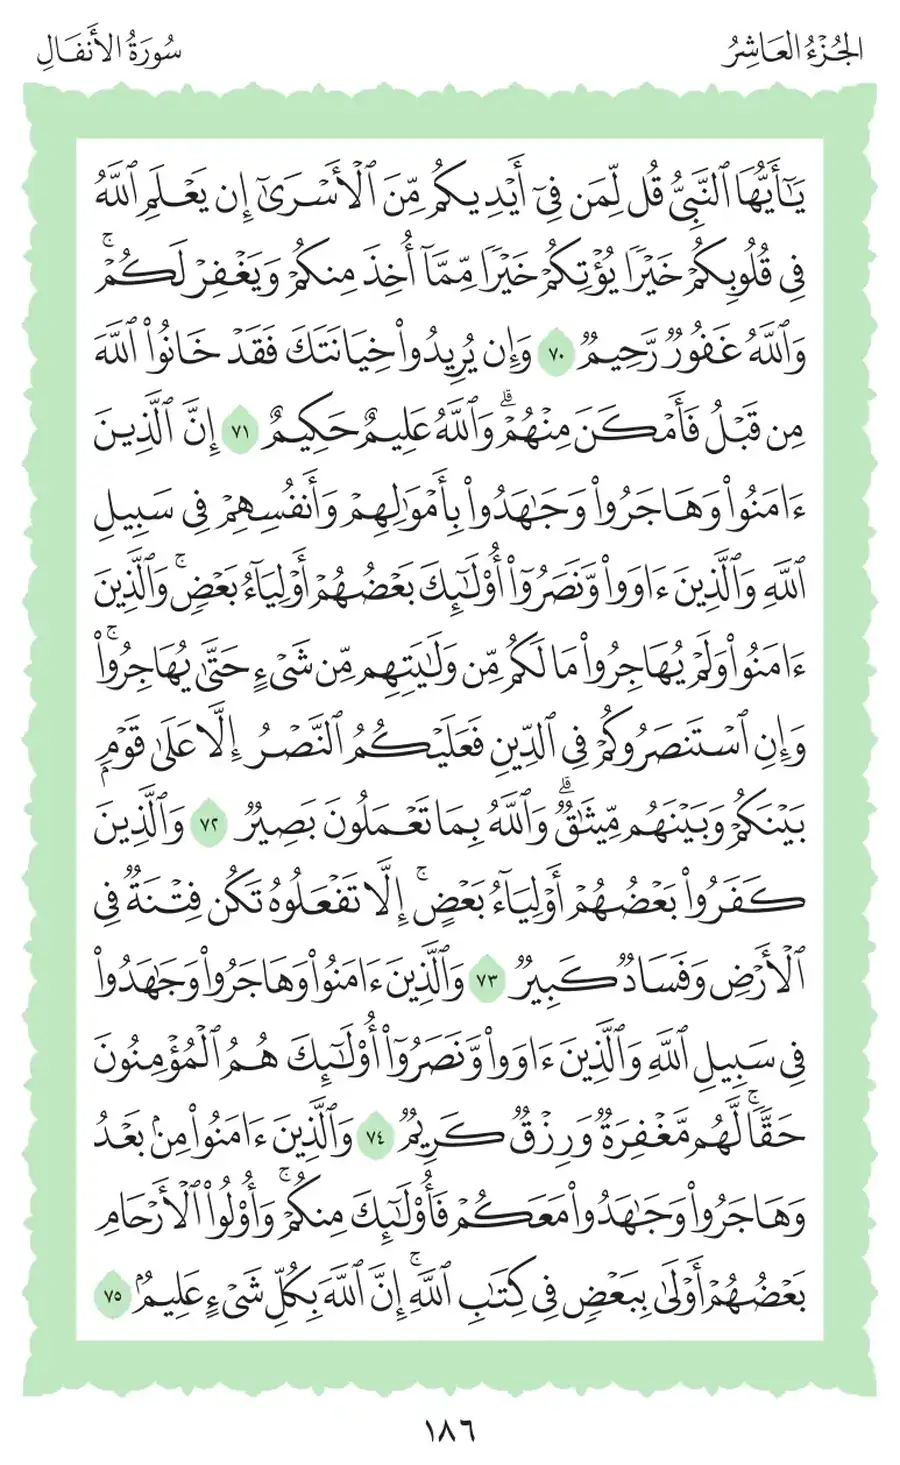 الجُزْءُ العَاشِرُ
سُورَةُ الأَنفَالِ
يَـٰٓأَيُّهَا ٱلنَّبِىُّ قُل لِّمَن فِىٓ أَيْدِيكُم مِّنَ ٱلْأَسْرَىٰٓ إِن يَعْلَمِ ٱللَّهُ
فِى قُلُوبِكُمْ خَيْرًا يُؤْتِكُمْ خَيْرًا مِّمَّآ أُخِذَ مِنكُمْ وَيَغْفِرْ لَكُمْ ۚ
وَٱللَّهُ غَفُورٌ رَّحِيمٌ ٧٠ وَإِن يُرِيدُوا۟ خِيَانَتَكَ فَقَدْ خَانُوا۟ ٱللَّهَ
مِن قَبْلُ فَأَمْكَنَ مِنْهُمْ ۗ وَٱللَّهُ عَلِيمٌ حَكِيمٌ ٧١ إِنَّ ٱلَّذِينَ
ءَامَنُوا۟ وَهَاجَرُوا۟ وَجَـٰهَدُوا۟ بِأَمْوَٰلِهِمْ وَأَنفُسِهِمْ فِى سَبِيلِ
ٱللَّهِ وَٱلَّذِينَ ءَاوَوا۟ وَّنَصَرُوٓا۟ أُو۟لَـٰٓئِكَ بَعْضُهُمْ أَوْلِيَآءُ بَعْضٍ ۚ وَٱلَّذِينَ
ءَامَنُوا۟ وَلَمْ يُهَاجِرُوا۟ مَا لَكُم مِّن وَلَـٰيَتِهِم مِّن شَىْءٍ حَتَّىٰ يُهَاجِرُوا۟ ۚ
وَإِنِ ٱسْتَنصَرُوكُمْ فِى ٱلدِّينِ فَعَلَيْكُمُ ٱلنَّصْرُ إِلَّا عَلَىٰ قَوْمٍۭ
بَيْنَكُمْ وَبَيْنَهُم مِّيثَـٰقٌ ۗ وَٱللَّهُ بِمَا تَعْمَلُونَ بَصِيرٌ ٧٢ وَٱلَّذِينَ
كَفَرُوا۟ بَعْضُهُمْ أَوْلِيَآءُ بَعْضٍ ۚ إِلَّا تَفْعَلُوهُ تَكُن فِتْنَةٌ فِى
ٱلْأَرْضِ وَفَسَادٌ كَبِيرٌ ٧٣ وَٱلَّذِينَ ءَامَنُوا۟ وَهَاجَرُوا۟ وَجَـٰهَدُوا۟
فِى سَبِيلِ ٱللَّهِ وَٱلَّذِينَ ءَاوَوا۟ وَّنَصَرُوٓا۟ أُو۟لَـٰٓئِكَ هُمُ ٱلْمُؤْمِنُونَ
حَقًّا ۚ لَّهُم مَّغْفِرَةٌ وَرِزْقٌ كَرِيمٌ ٧٤ وَٱلَّذِينَ ءَامَنُوا۟ مِنۢ بَعْدُ
وَهَاجَرُوا۟ وَجَـٰهَدُوا۟ مَعَكُمْ فَأُو۟لَـٰٓئِكَ مِنكُمْ ۚ وَأُو۟لُوا۟ ٱلْأَرْحَامِ
بَعْضُهُمْ أَوْلَىٰ بِبَعْضٍ فِى كِتَـٰبِ ٱللَّهِ ۗ إِنَّ ٱللَّهَ بِكُلِّ شَىْءٍ عَلِيمٌۢ ٧٥
١٨٦